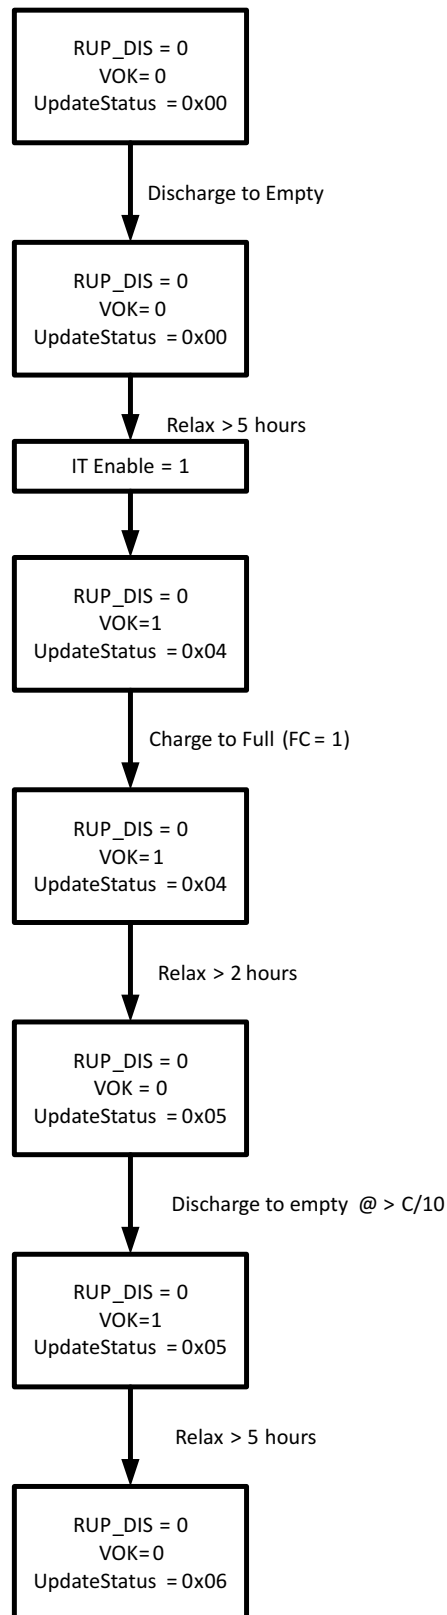 RUP_DIS = 0
VOK= 0
UpdateStatus = 0x00
Discharge to Empty
RUP_DIS = 0
VOK= 0
UpdateStatus = 0x00
Relax > 5 hours
IT Enable = 1
RUP_DIS = 0
VOK=1
UpdateStatus = 0x04
Charge to Full (FC = 1)
RUP_DIS = 0
VOK=1
UpdateStatus = 0x04
Relax > 2 hours
RUP_DIS = 0
VOK = 0
UpdateStatus = 0x05
Discharge to empty @ > C/10
RUP_DIS = 0
VOK=1
UpdateStatus = 0x05
Relax > 5 hours
RUP_DIS = 0
VOK=0
UpdateStatus = 0x06